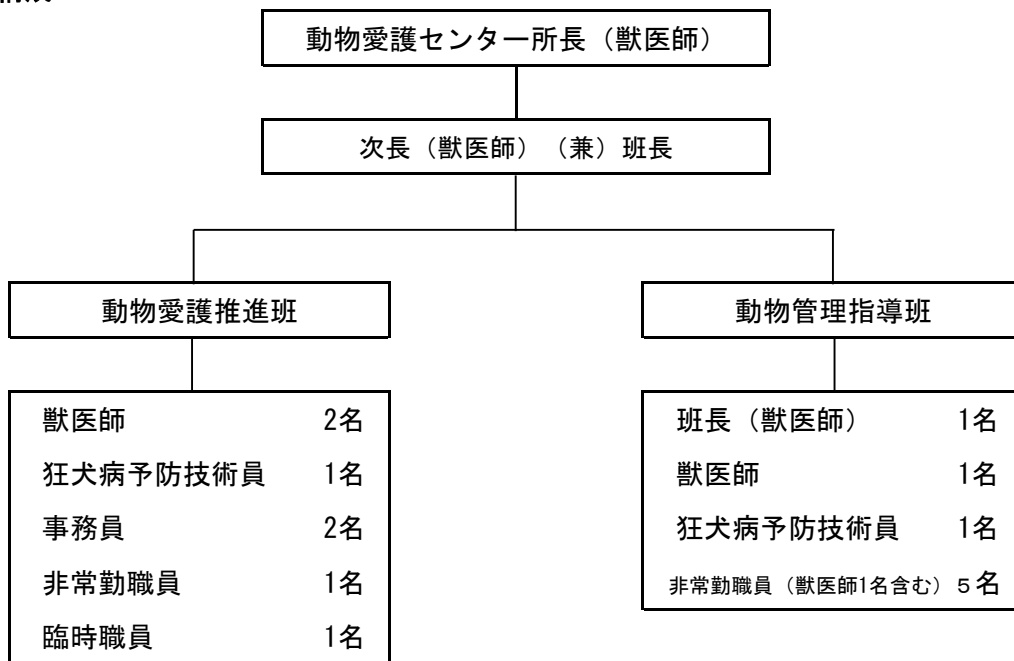 動物愛護センター所長（獣医師）
次長（獣医師）（兼）班長
動物愛護推進班
動物管理指導班
獣医師 2名
狂犬病予防技術員 1名
事務員 2名
非常勤職員 1名
臨時職員 1名
班長（獣医師） 1名
獣医師 1名
狂犬病予防技術員 1名
非常勤職員（獣医師1名含む）５名